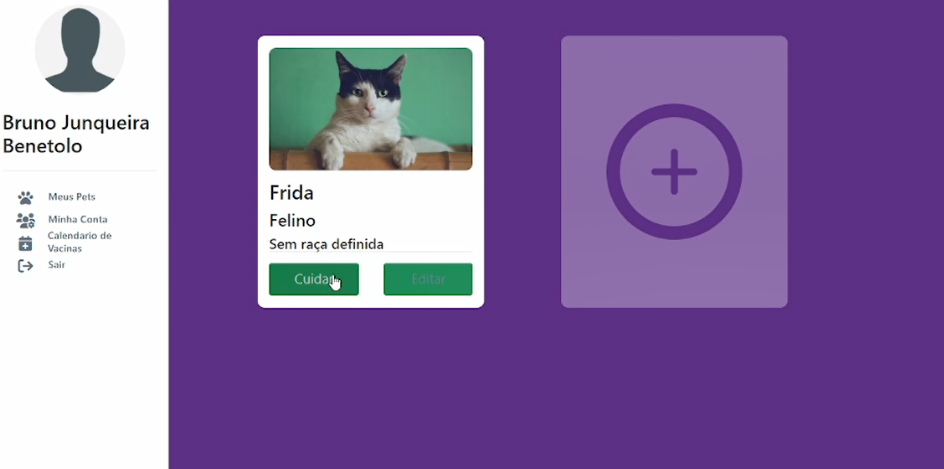 Bruno Junqueira
Benetolo
Meus Pets
Minha Conta
Calendario de
Vacinas
Sair
Frida
Felino
Sem raça definida
Cuidar
Editar